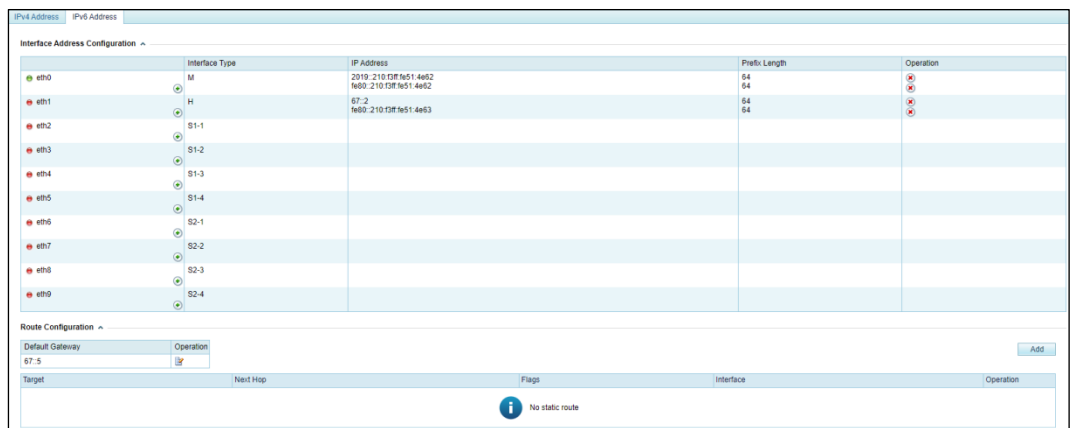 IPv4 Address IPv6 Address
Interface Address Configuration
Interface Type IP Address Prefix Length Operation
eth0 M 2019::210:f3ff:fe51:4e62 64
fe80::210:f3ff:fe51:4e62 64
eth1 H 67::2 64
fe80::210:f3ff:fe51:4e63 64
eth2 S1-1
eth3 S1-2
eth4 S1-3
eth5 S1-4
eth6 S2-1
eth7 S2-2
eth8 S2-3
eth9 S2-4
Route Configuration
Default Gateway Operation
Add
67::5
Target Next Hop Flags Interface Operation
No static route